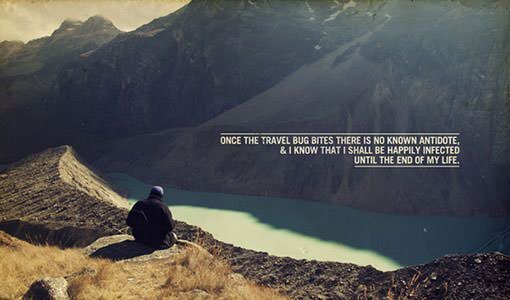 ONCE THE TRAVEL BUG BITES THERE IS NO KNOWN ANTIDOTE,
& I KNOW THAT I SHALL BE HAPPILY INFECTED
UNTIL THE END OF MY LIFE.